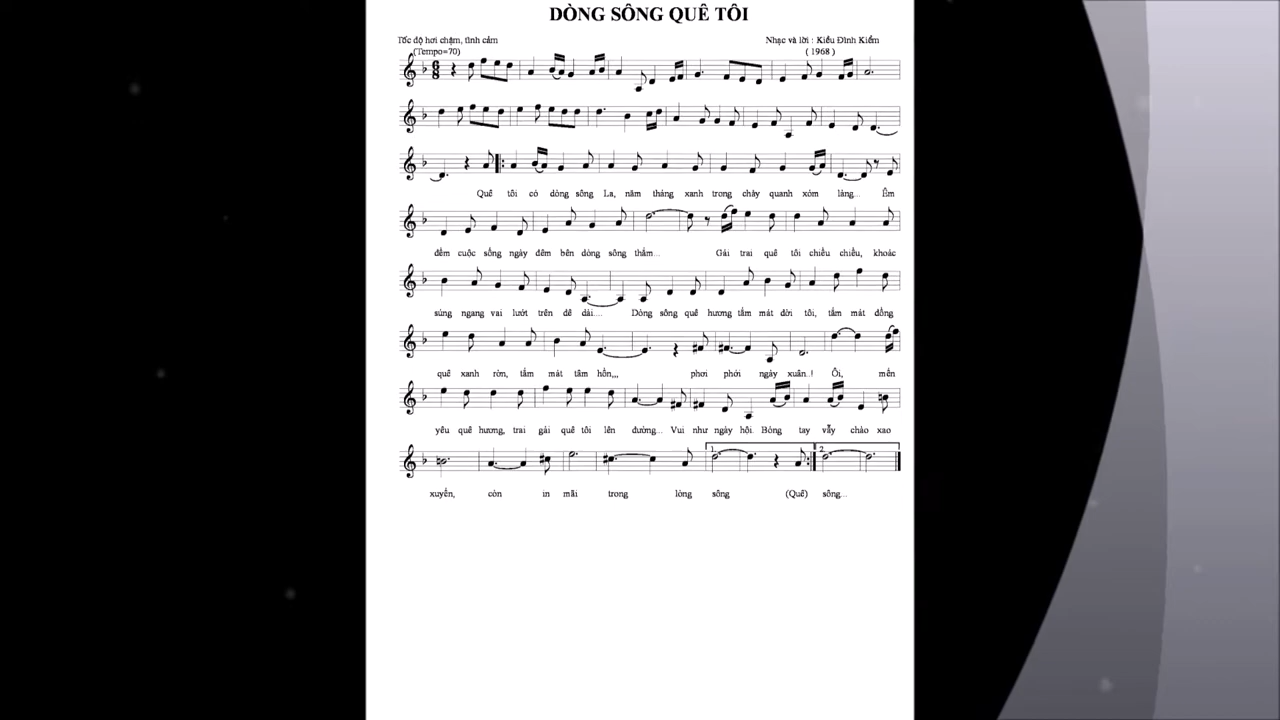 DÒNG SÔNG QUÊ TÔI
Tốc độ hơi chậm, tình cảm
Nhạc và lời : Kiều Đình Kiểm
(Tempo=70)
( 1968 )
Quê tôi có dòng sông La, năm tháng xanh trong chảy quanh xóm làng... Êm
đềm cuộc sống ngày đêm bên dòng sông thắm... Gái trai quê tôi chiều chiều, khoác
súng ngang vai lướt trên đê dài.... Dòng sông quê hương tắm mát đời tôi, tắm mát đồng
quê xanh rờn, tắm mát tâm hồn,,, phơi phới ngày xuân..! Ôi, mến
yêu quê hương, trai gái quê tôi lên đường... Vui như ngày hội. Bóng tay vẫy chào xao
1.
2.
xuyến, còn in mãi trong lòng sông (Quê) sông...